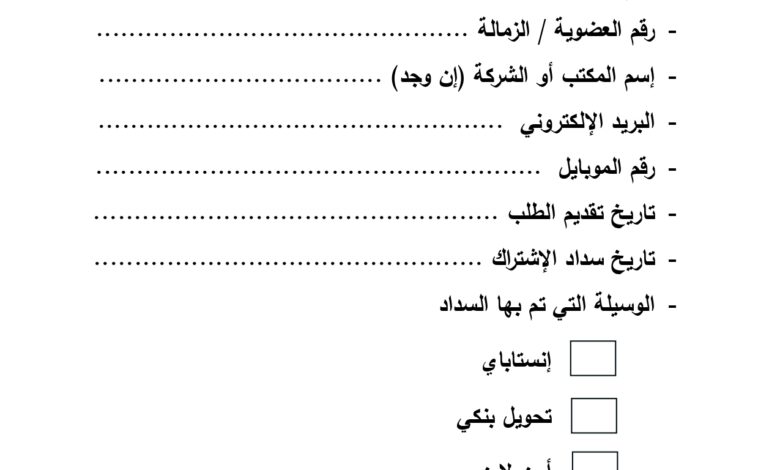 - رقم العضوية / الزمالة ..............................................
- إسم المكتب أو الشركة (إن وجد) ...................................
- البريد الإلكتروني ..................................................
- رقم الموبايل .......................................................
- تاريخ تقديم الطلب ..................................................
- تاريخ سداد الإشتراك ................................................
- الوسيلة التي تم بها السداد
إنستاباي
تحويل بنكي